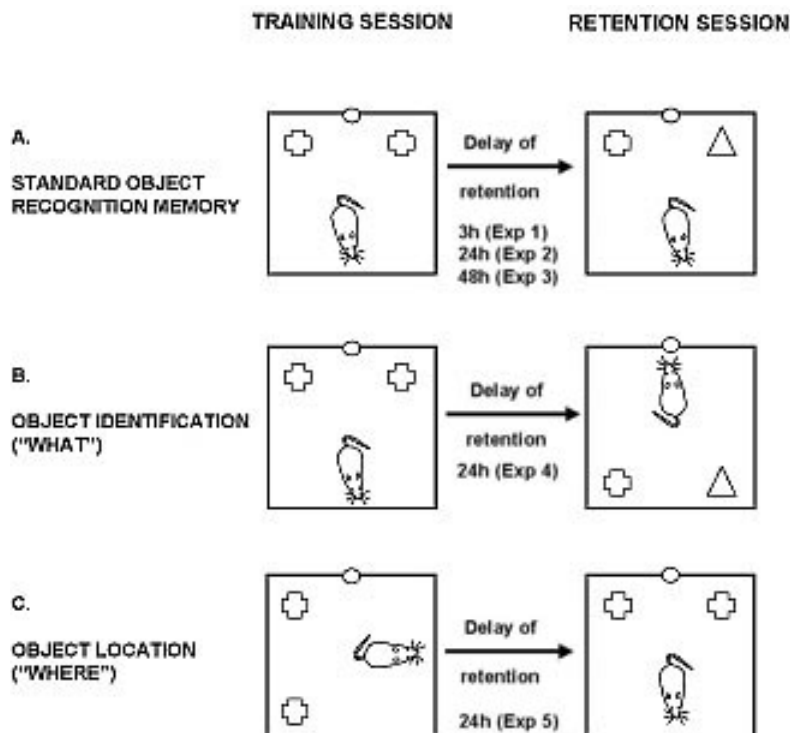 TRAINING SESSION
RETENTION SESSION
A.
STANDARD OBJECT
RECOGNITION MEMORY
Delay of
retention
3h (Exp 1)
24h (Exp 2)
48h (Exp 3)
B.
OBJECT IDENTIFICATION
("WHAT")
Delay of
retention
24h (Exp 4)
C.
OBJECT LOCATION
("WHERE")
Delay of
retention
24h (Exp 5)